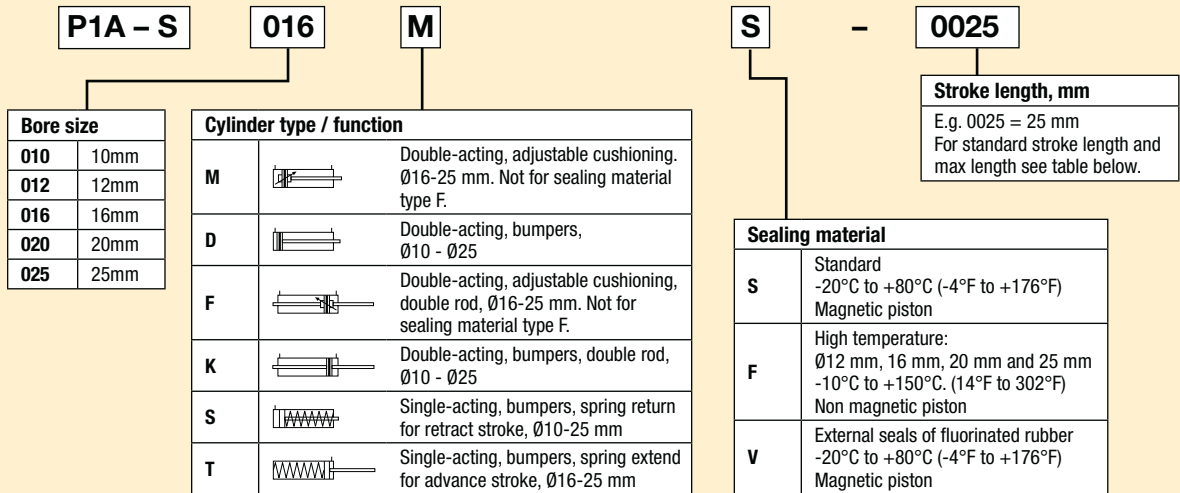 P1A – S 016 M S – 0025
Bore size
010 10mm
012 12mm
016 16mm
020 20mm
025 25mm
Cylinder type / function
M Double-acting, adjustable cushioning.
Ø16-25 mm. Not for sealing material
type F.
D Double-acting, bumpers,
Ø10 - Ø25
F Double-acting, adjustable cushioning,
double rod, Ø16-25 mm. Not for
sealing material type F.
K Double-acting, bumpers, double rod,
Ø10 - Ø25
S Single-acting, bumpers, spring return
for retract stroke, Ø10-25 mm
T Single-acting, bumpers, spring extend
for advance stroke, Ø16-25 mm
Stroke length, mm
E.g. 0025 = 25 mm
For standard stroke length and
max length see table below.
Sealing material
S Standard
-20°C to +80°C (-4°F to +176°F)
Magnetic piston
F High temperature:
Ø12 mm, 16 mm, 20 mm and 25 mm
-10°C to +150°C. (14°F to 302°F)
Non magnetic piston
V External seals of fluorinated rubber
-20°C to +80°C (-4°F to +176°F)
Magnetic piston